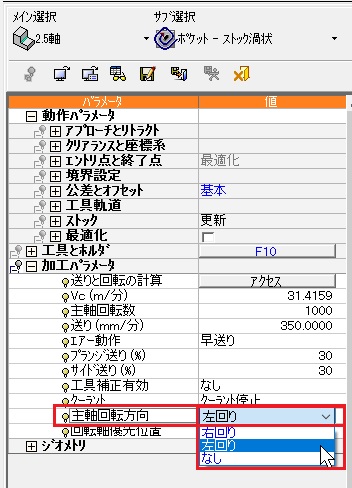 メイン選択 サブ選択
2.5軸 ポケット - ストック渦状
パラメータ 値
動作パラメータ
アプローチとリトラクト
クリアランスと座標系
エントリ点と終了点 最適化
境界設定
公差とオフセット 基本
工具軌道
ストック 更新
最適化
工具とホルダ F10
加工パラメータ
送りと回転の計算 アクセス
Vc (m/分) 31.4159
主軸回転数 1000
送り (mm/分) 350.0000
エアー動作 早送り
プランジ送り (%) 30
サイド送り (%) 30
工具補正有効 なし
クーラント クーラント停止
主軸回転方向 左回り
回転軸優先位置 右回り
左回り
ジオメトリ なし